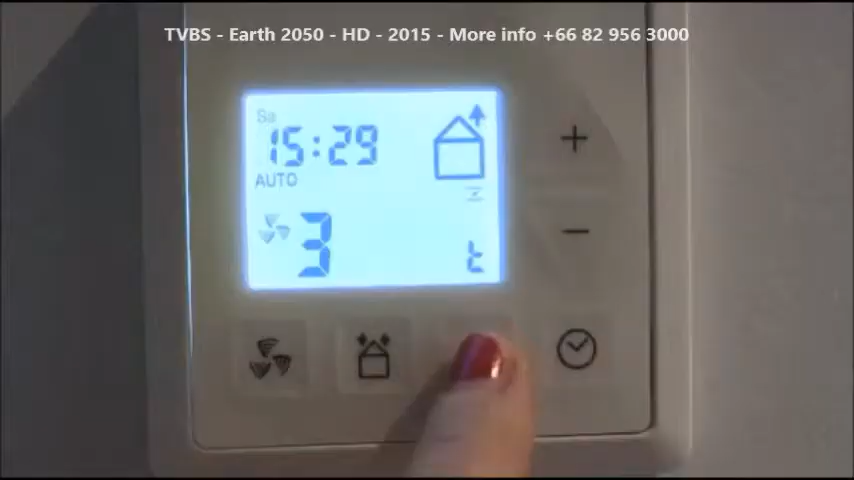 TVBS - Earth 2050 - HD - 2015 - More info +66 82 956 3000
Sa
15:29
AUTO
3
t
+
-